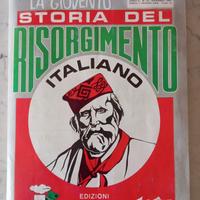 LA GIOVENTÙ
STORIA DEL
RISORGIMENTO
ITALIANO
EDIZIONI